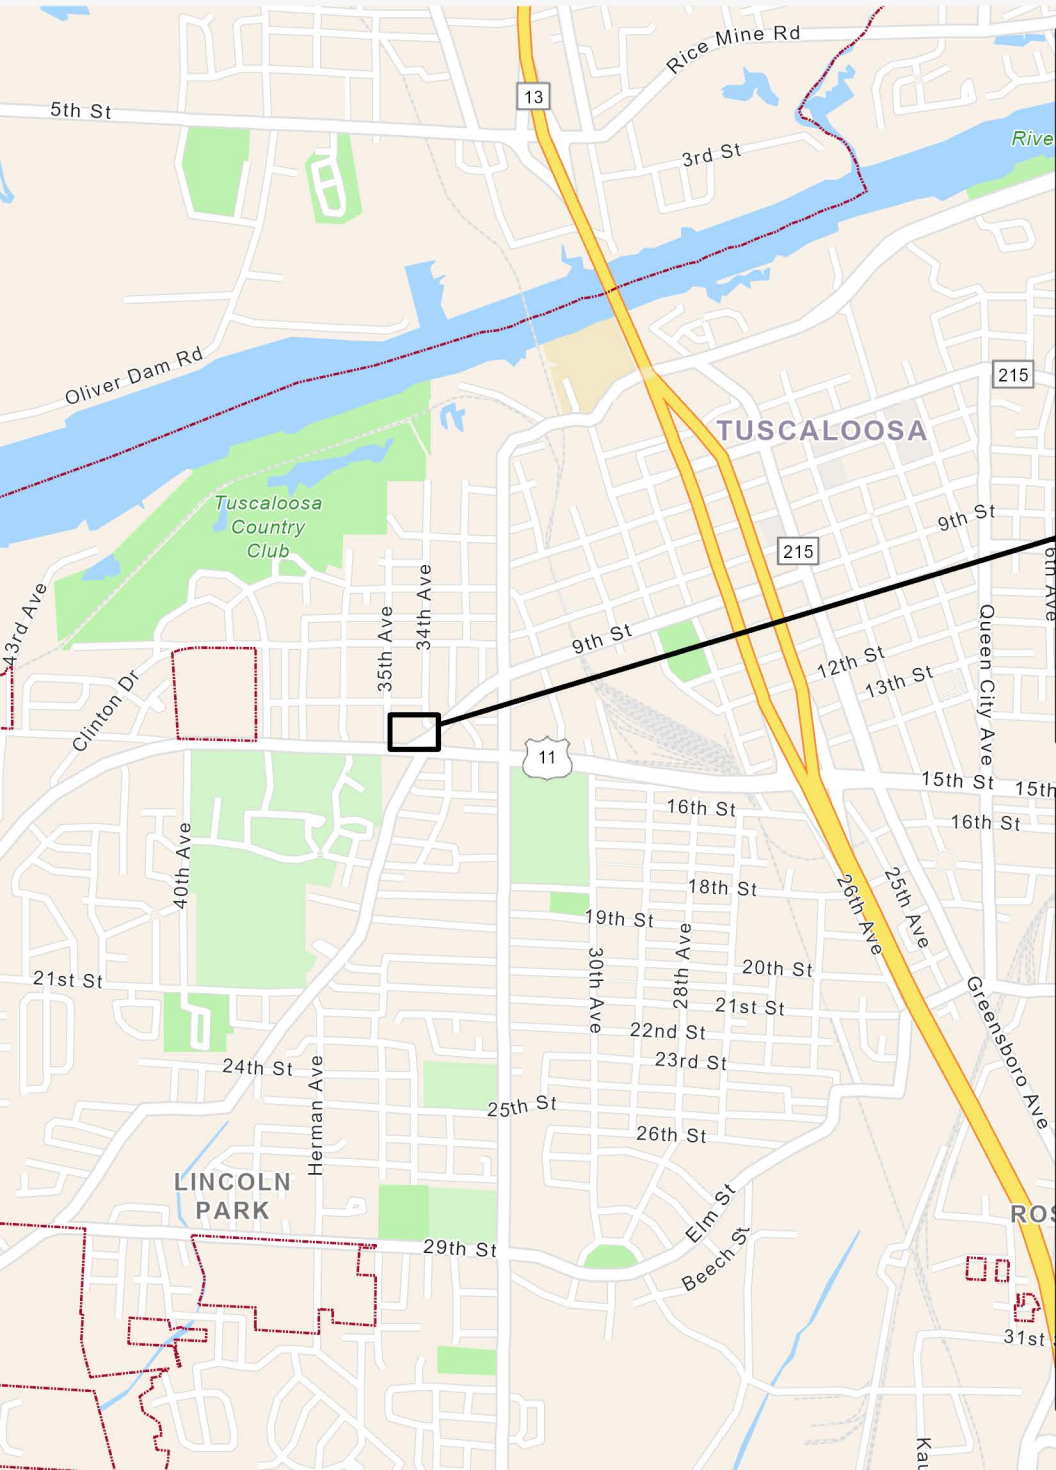 Rice Mine Rd
13
5th St
3rd St
Rive
Oliver Dam Rd
215
TUSCALOOSA
Tuscaloosa
Country
Club
9th St
215
34th Ave
43rd Ave
35th Ave
6th Ave
Queen City Ave
9th St
12th St
13th St
Clinton Dr
11
15th St
15th
16th St
16th St
40th Ave
18th St
26th Ave
25th Ave
19th St
28th Ave
30th Ave
20th St
21st St
21st St
22nd St
23rd St
Greensboro Ave
24th St
Herman Ave
25th St
26th St
LINCOLN
PARK
Elm St
ROS
29th St
Beech St
31st
Kau